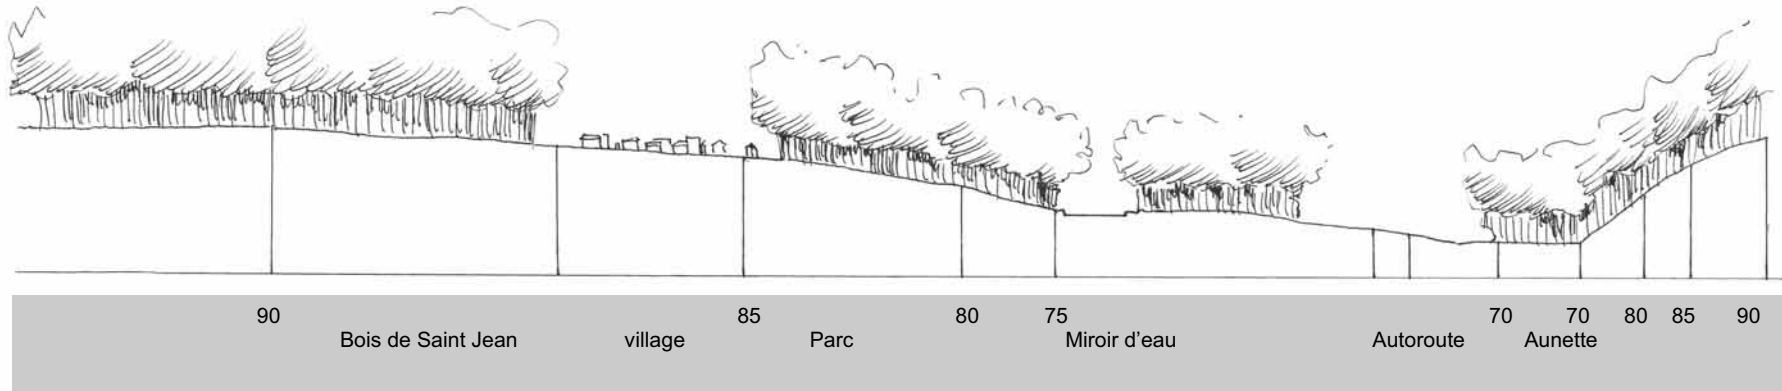 90 85 80 75 70 70 80 85 90
Bois de Saint Jean village Parc Miroir d’eau Autoroute Aunette